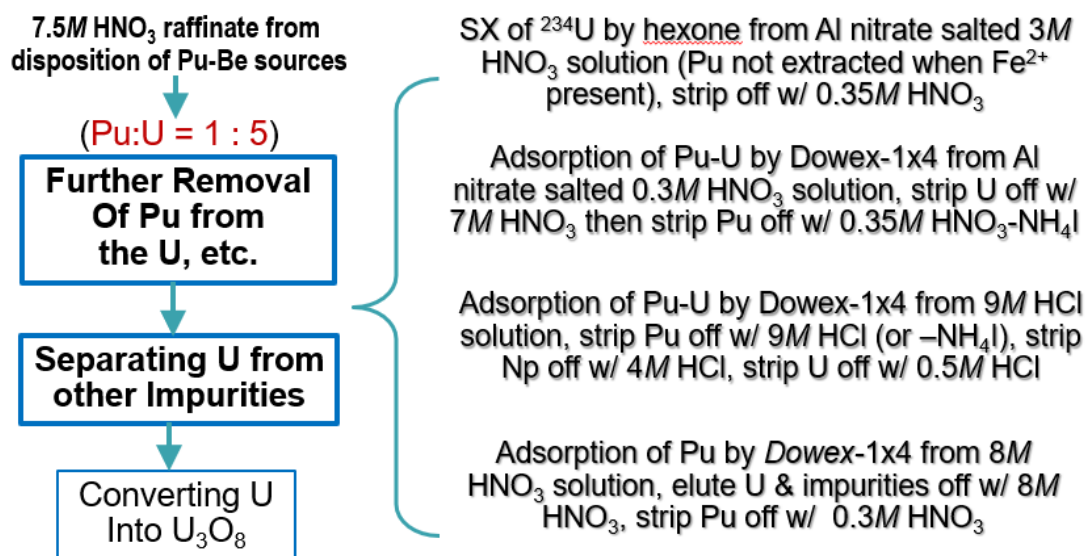 7.5M HNO₃ raffinate from
disposition of Pu-Be sources
(Pu:U = 1 : 5)
Further Removal
Of Pu from
the U, etc.
Separating U from
other Impurities
Converting U
Into U₃O₈
SX of ²³⁴U by hexone from Al nitrate salted 3M
HNO₃ solution (Pu not extracted when Fe²⁺
present), strip off w/ 0.35M HNO₃
Adsorption of Pu-U by Dowex-1x4 from Al
nitrate salted 0.3M HNO₃ solution, strip U off w/
7M HNO₃ then strip Pu off w/ 0.35M HNO₃-NH₄I
Adsorption of Pu-U by Dowex-1x4 from 9M HCl
solution, strip Pu off w/ 9M HCl (or –NH₄I), strip
Np off w/ 4M HCl, strip U off w/ 0.5M HCl
Adsorption of Pu by Dowex-1x4 from 8M
HNO₃ solution, elute U & impurities off w/ 8M
HNO₃, strip Pu off w/ 0.3M HNO₃